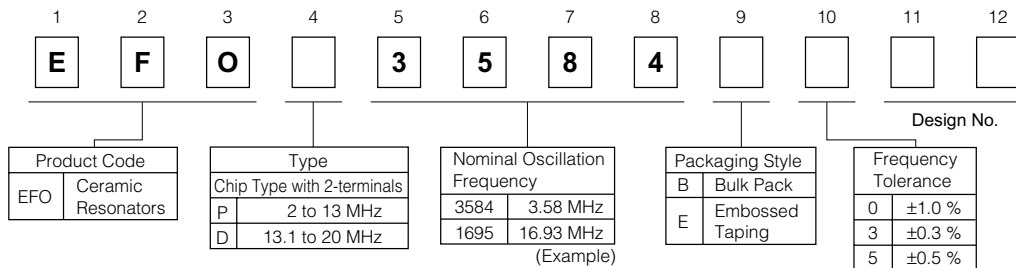 1 2 3 4 5 6 7 8 9 10 11 12
E F O 3 5 8 4
Design No.
Product Code
EFO Ceramic Resonators
Type
Chip Type with 2-terminals
P 2 to 13 MHz
D 13.1 to 20 MHz
Nominal Oscillation
Frequency
3584 3.58 MHz
1695 16.93 MHz
(Example)
Packaging Style
B Bulk Pack
E Embossed Taping
Frequency
Tolerance
0 ±1.0 %
3 ±0.3 %
5 ±0.5 %